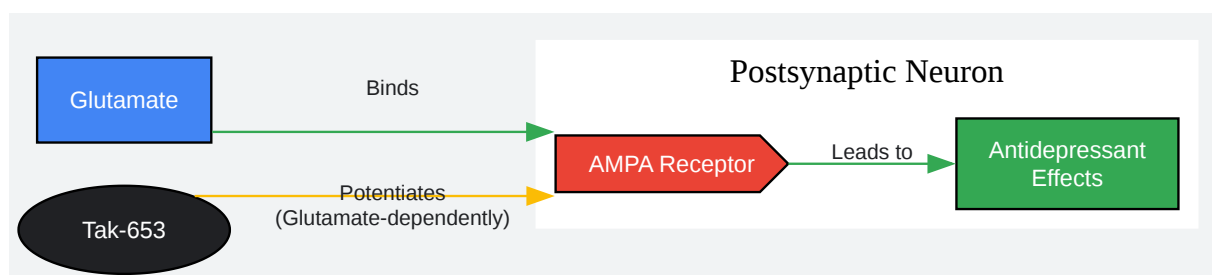 Postsynaptic Neuron
Glutamate
Binds
AMPA Receptor
Leads to
Antidepressant
Effects
Potentiates
(Glutamate-dependently)
Tak-653